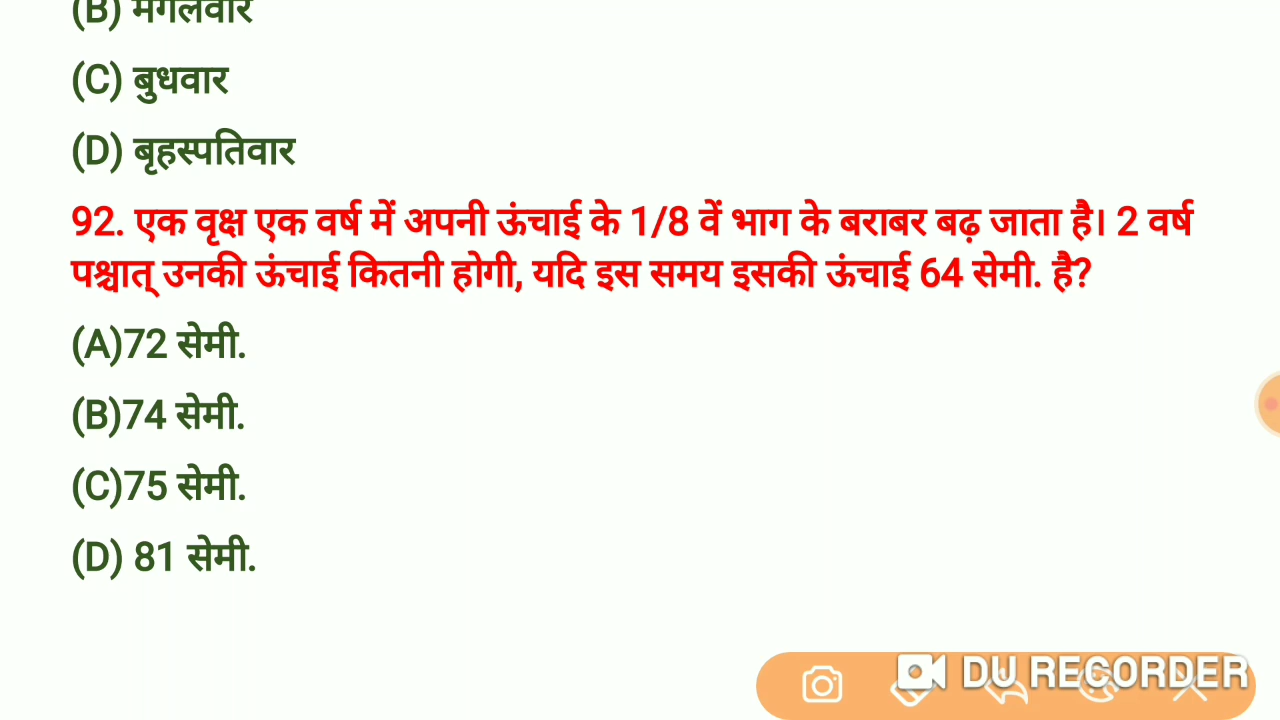 (B) मंगलवार
(C) बुधवार
(D) बृहस्पतिवार
92. एक वृक्ष एक वर्ष में अपनी ऊंचाई के 1/8 वें भाग के बराबर बढ़ जाता है। 2 वर्ष
पश्चात् उनकी ऊंचाई कितनी होगी, यदि इस समय इसकी ऊंचाई 64 सेमी. है?
(A)72 सेमी.
(B)74 सेमी.
(C)75 सेमी.
(D) 81 सेमी.
DU RECORDER